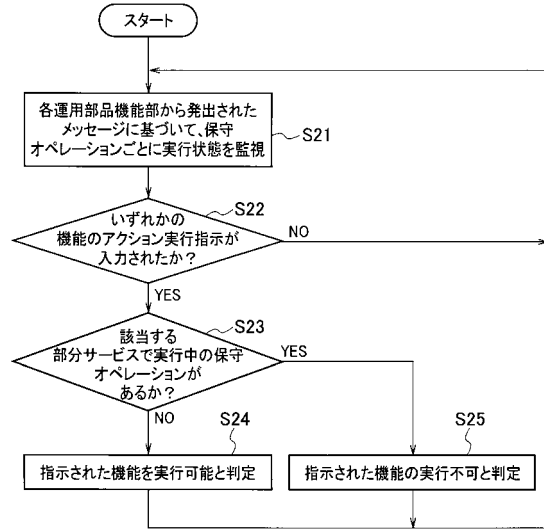 スタート
各運用部品機能部から発出された
メッセージに基づいて、保守
オペレーションごとに実行状態を監視
S21
S22
いずれかの
機能のアクション実行指示が
入力されたか？
NO
YES
S23
該当する
部分サービスで実行中の保守
オペレーションが
あるか？
YES
NO
S24
指示された機能を実行可能と判定
S25
指示された機能の実行不可と判定